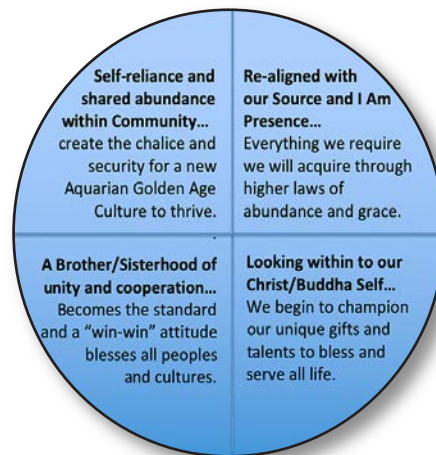 Self-reliance and
shared abundance
within Community...
create the chalice and
security for a new
Aquarian Golden Age
Culture to thrive.
Re-aligned with
our Source and I Am
Presence...
Everything we require
we will acquire through
higher laws of
abundance and grace.
A Brother/Sisterhood of
unity and cooperation...
Becomes the standard
and a “win-win” attitude
blesses all peoples
and cultures.
Looking within to our
Christ/Buddha Self...
We begin to champion
our unique gifts and
talents to bless and
serve all life.